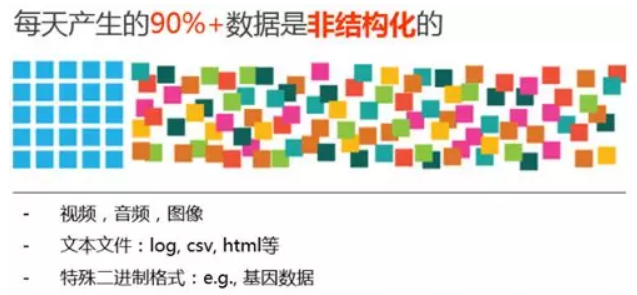 每天产生的90%+数据是非结构化的
- 视频，音频，图像
- 文本文件：log, csv, html等
- 特殊二进制格式：e.g., 基因数据